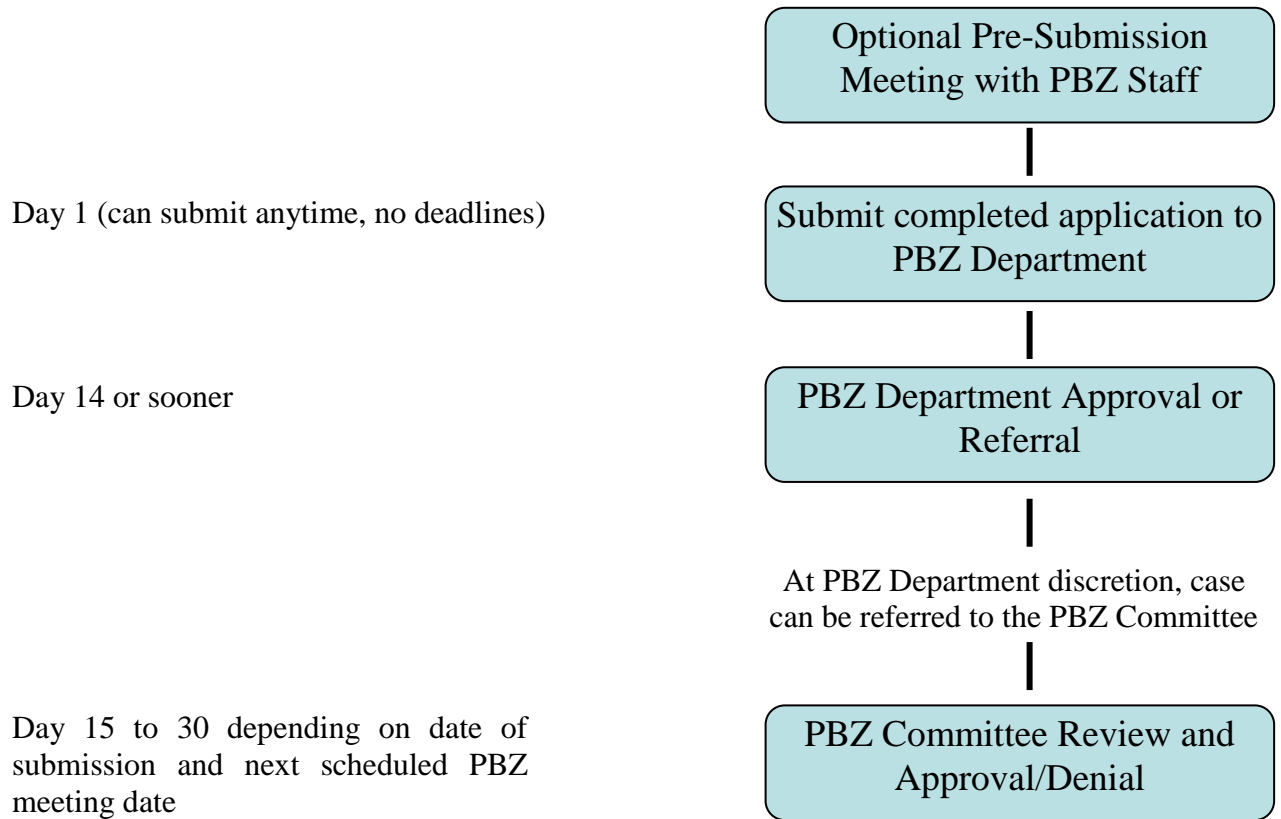 Optional Pre-Submission
Meeting with PBZ Staff
Day 1 (can submit anytime, no deadlines)
Submit completed application to
PBZ Department
Day 14 or sooner
PBZ Department Approval or
Referral
At PBZ Department discretion, case
can be referred to the PBZ Committee
Day 15 to 30 depending on date of
submission and next scheduled PBZ
meeting date
PBZ Committee Review and
Approval/Denial